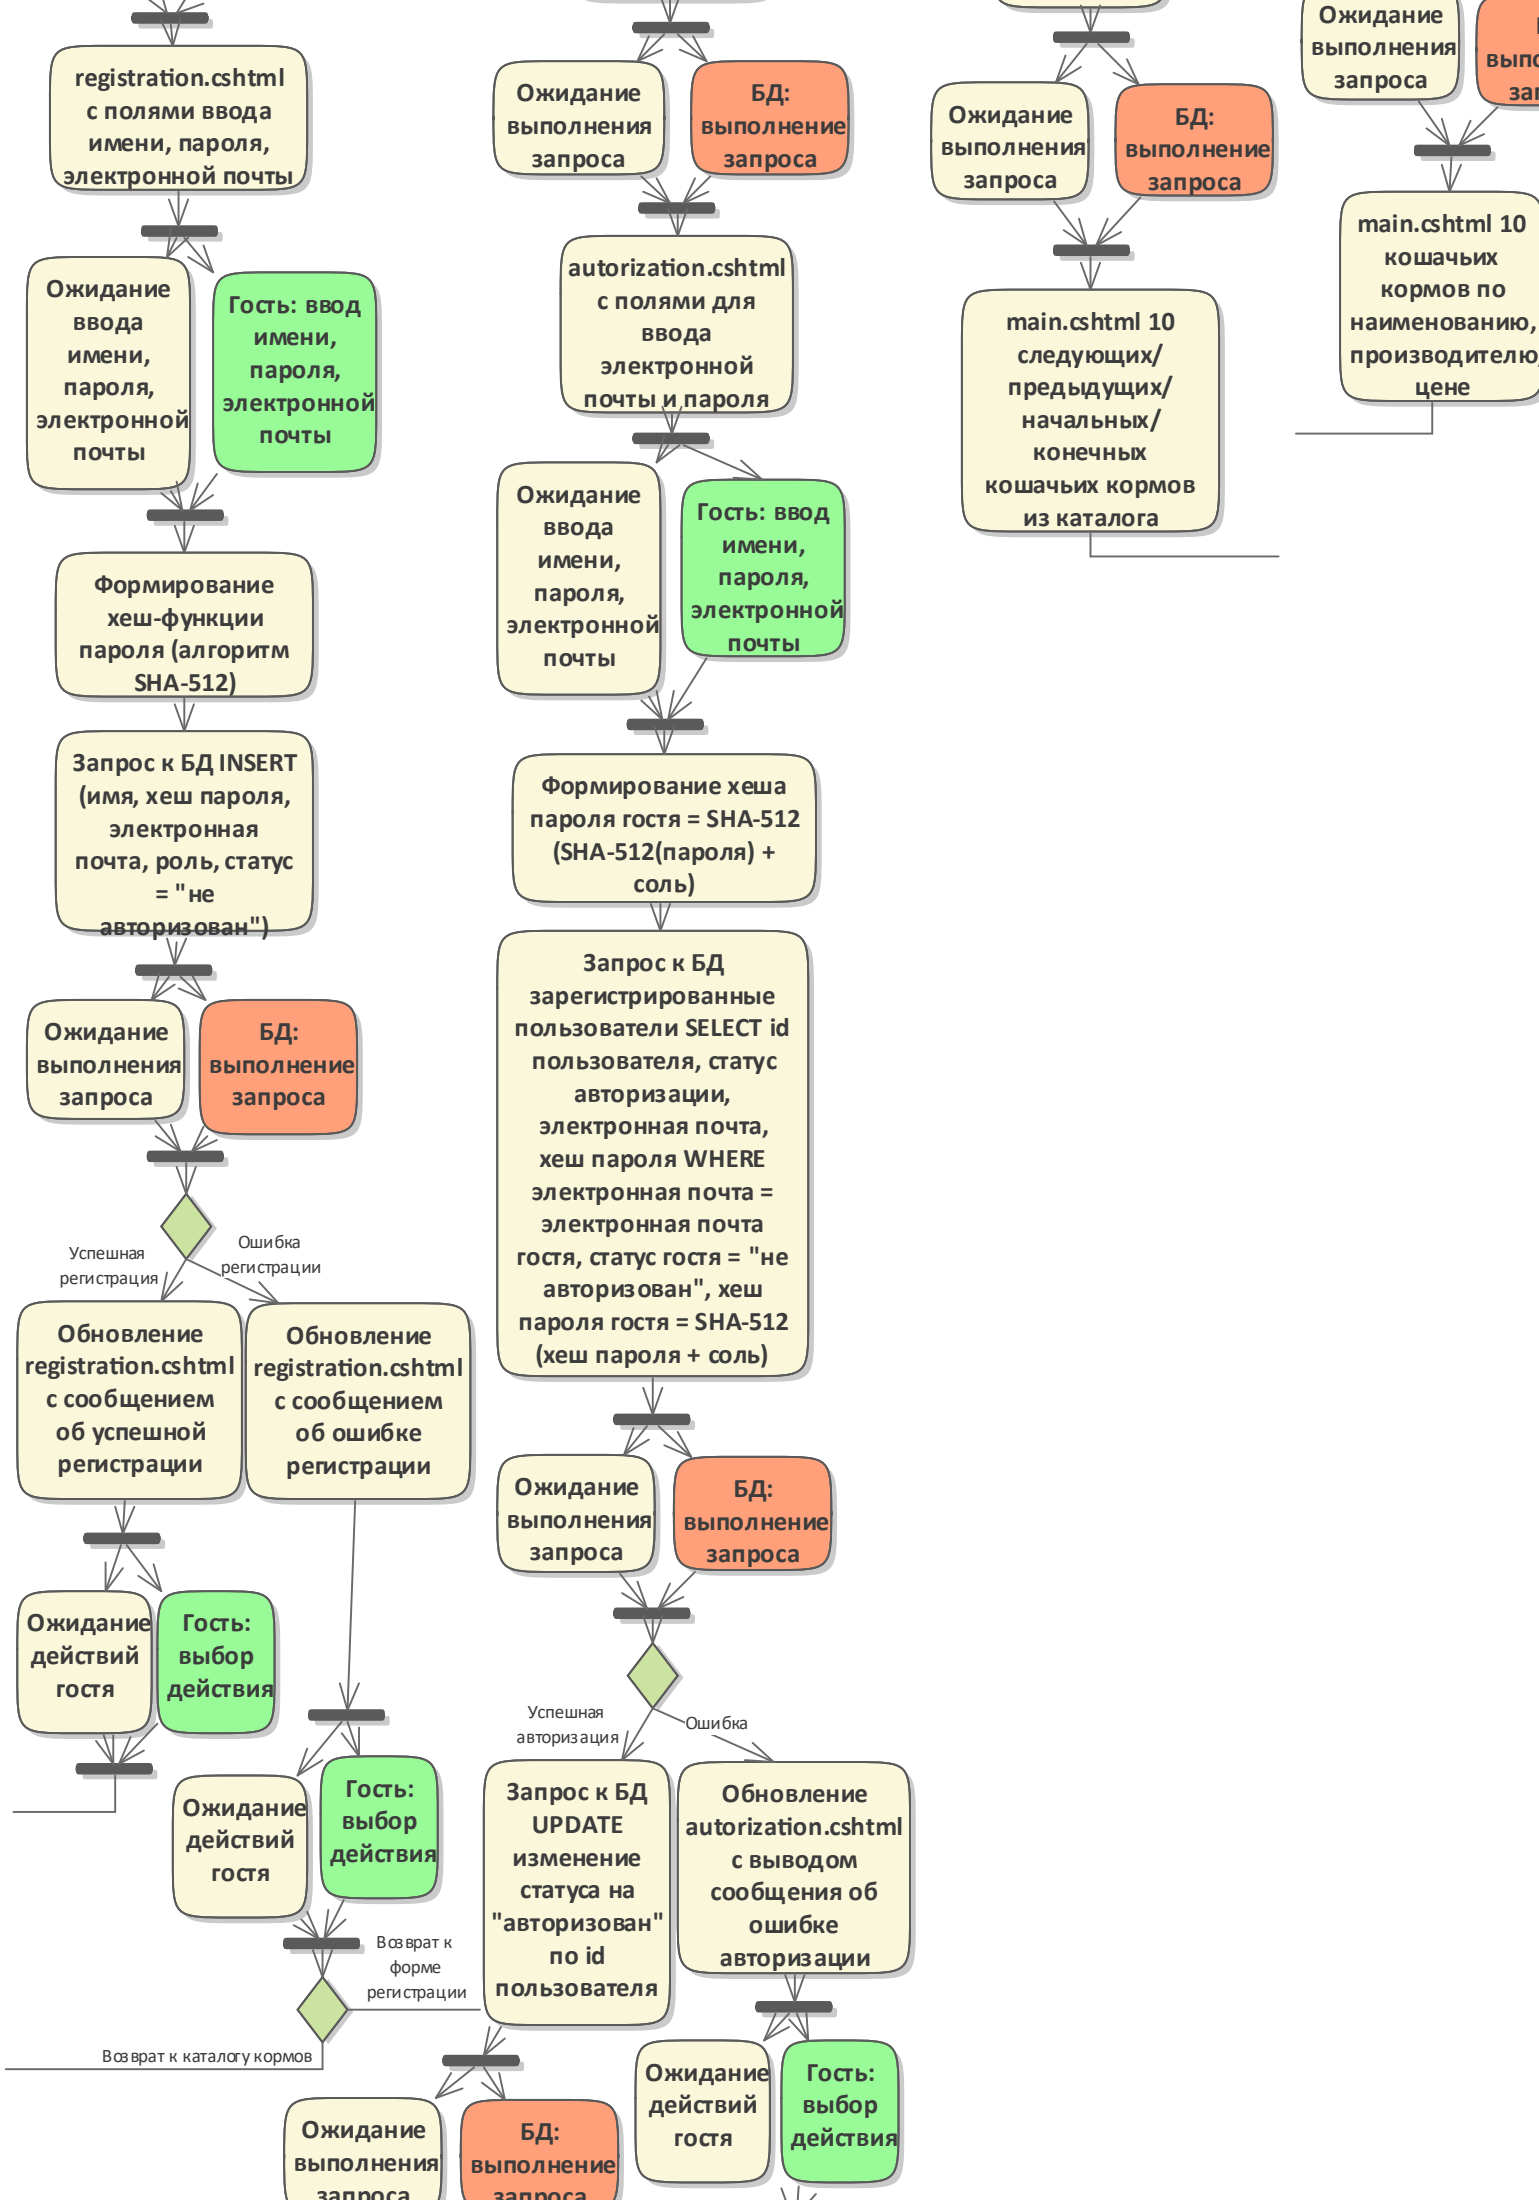 registration.cshtml
с полями ввода
имени, пароля,
электронной почты
Ожидание
ввода
имени,
пароля,
электронной
почты
Гость: ввод
имени,
пароля,
электронной
почты
Формирование
хеш-функции
пароля (алгоритм
SHA-512)
Запрос к БД INSERT
(имя, хеш пароля,
электронная
почта, роль, статус
= "не
авторизован")
Ожидание
выполнения
запроса
БД:
выполнение
запроса
Успешная
регистрация
Ошибка
регистрации
Обновление
registration.cshtml
с сообщением
об успешной
регистрации
Обновление
registration.cshtml
с сообщением
об ошибке
регистрации
Ожидание
действий
гостя
Гость:
выбор
действия
Ожидание
действий
гостя
Гость:
выбор
действия
Возврат к
форме
регистрации
Возврат к каталогу кормов
Ожидание
выполнения
запроса
БД:
выполнение
запроса
autorization.cshtml
с полями для
ввода
электронной
почты и пароля
Ожидание
ввода
имени,
пароля,
электронной
почты
Гость: ввод
имени,
пароля,
электронной
почты
Формирование хеша
пароля гостя = SHA-512
(SHA-512(пароля) +
соль)
Запрос к БД
зарегистрированные
пользователи SELECT id
пользователя, статус
авторизации,
электронная почта,
хеш пароля WHERE
электронная почта =
электронная почта
гостя, статус гостя = "не
авторизован", хеш
пароля гостя = SHA-512
(хеш пароля + соль)
Ожидание
выполнения
запроса
БД:
выполнение
запроса
Успешная
авторизация
Ошибка
Запрос к БД
UPDATE
изменение
статуса на
"авторизован"
по id
пользователя
Обновление
autorization.cshtml
с выводом
сообщения об
ошибке
авторизации
Ожидание
выполнения
запроса
БД:
выполнение
запроса
Ожидание
действий
гостя
Гость:
выбор
действия
Ожидание
выполнения
запроса
БД:
выполнение
запроса
main.cshtml 10
следующих/
предыдущих/
начальных/
конечных
кошачьих кормов
из каталога
Ожидание
выполнения
запроса
main.cshtml 10
кошачьих
кормов по
наименованию,
производителю,
цене